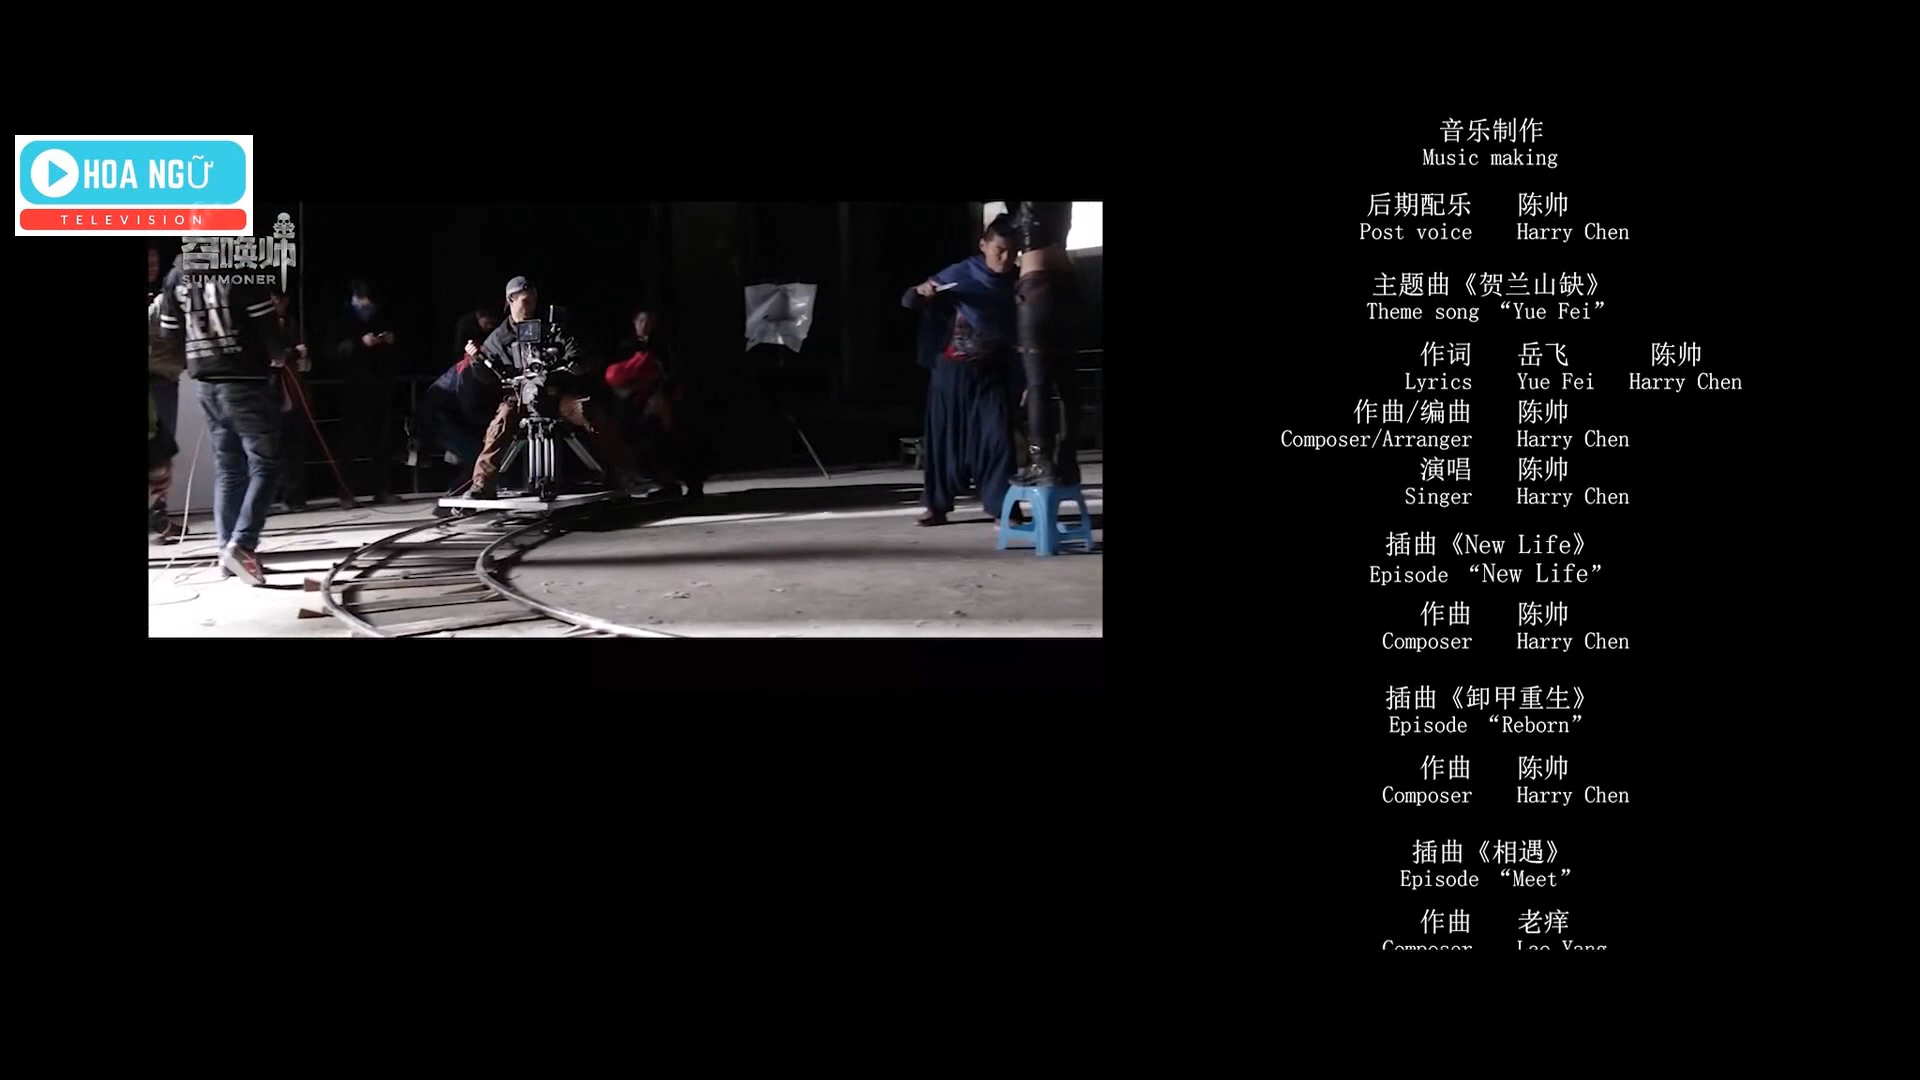 HOA NGỮ
TELEVISION
召唤师
SUMMONER
音乐制作
Music making
后期配乐 陈帅
Post voice Harry Chen
主题曲《贺兰山缺》
Theme song “Yue Fei”
作词 岳飞 陈帅
Lyrics Yue Fei Harry Chen
作曲/编曲 陈帅
Composer/Arranger Harry Chen
演唱 陈帅
Singer Harry Chen
插曲《New Life》
Episode “New Life”
作曲 陈帅
Composer Harry Chen
插曲《卸甲重生》
Episode “Reborn”
作曲 陈帅
Composer Harry Chen
插曲《相遇》
Episode “Meet”
作曲 老痒
Composer Lao Yang